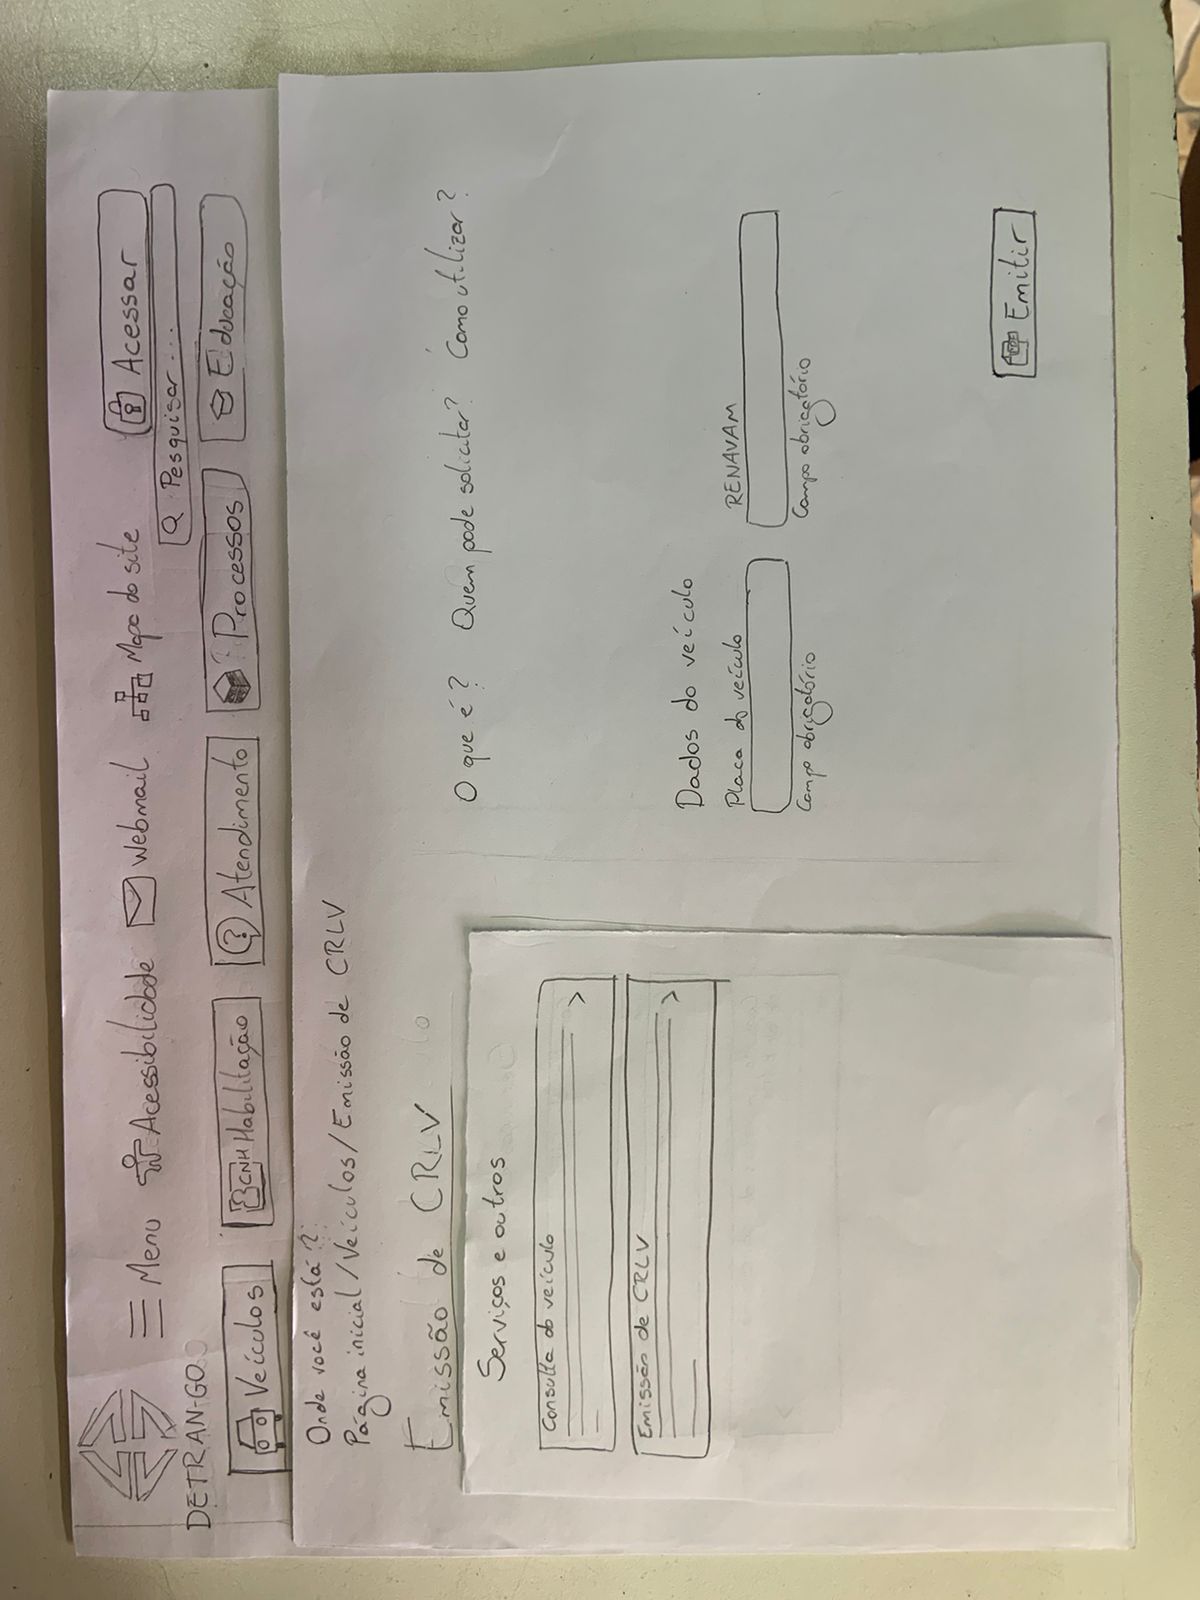 DETRAN-GO
Menu
Acessibilidade
Webmail
Mapa do site
Acessar
Pesquisar...
Veículos
CNH Habilitação
? Atendimento
Processos
Educação
Onde você está?
Página inicial/Veículos/Emissão de CRLV
Emissão de CRLV
Serviços e outros
Consulta do veículo
Emissão de CRLV
O que é? Quem pode solicitar? Como utilizar?
Dados do veículo
Placa do veículo
RENAVAM
Campo obrigatório
Campo obrigatório
Emitir